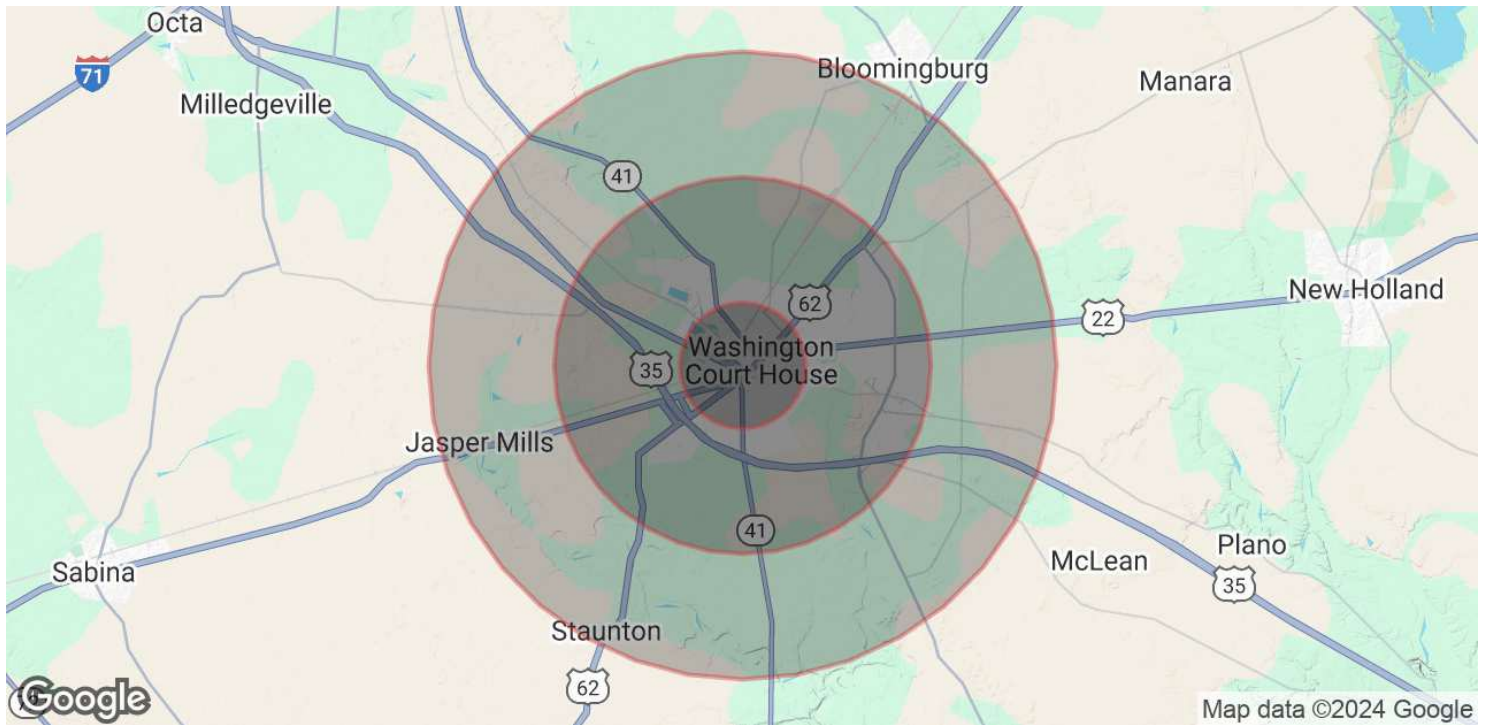 Octa
71
Milledgeville
Bloomingburg
Manara
41
62
New Holland
22
Washington
Court House
35
Jasper Mills
41
Sabina
McLean
Plano
35
Staunton
62
Google
Map data ©2024 Google